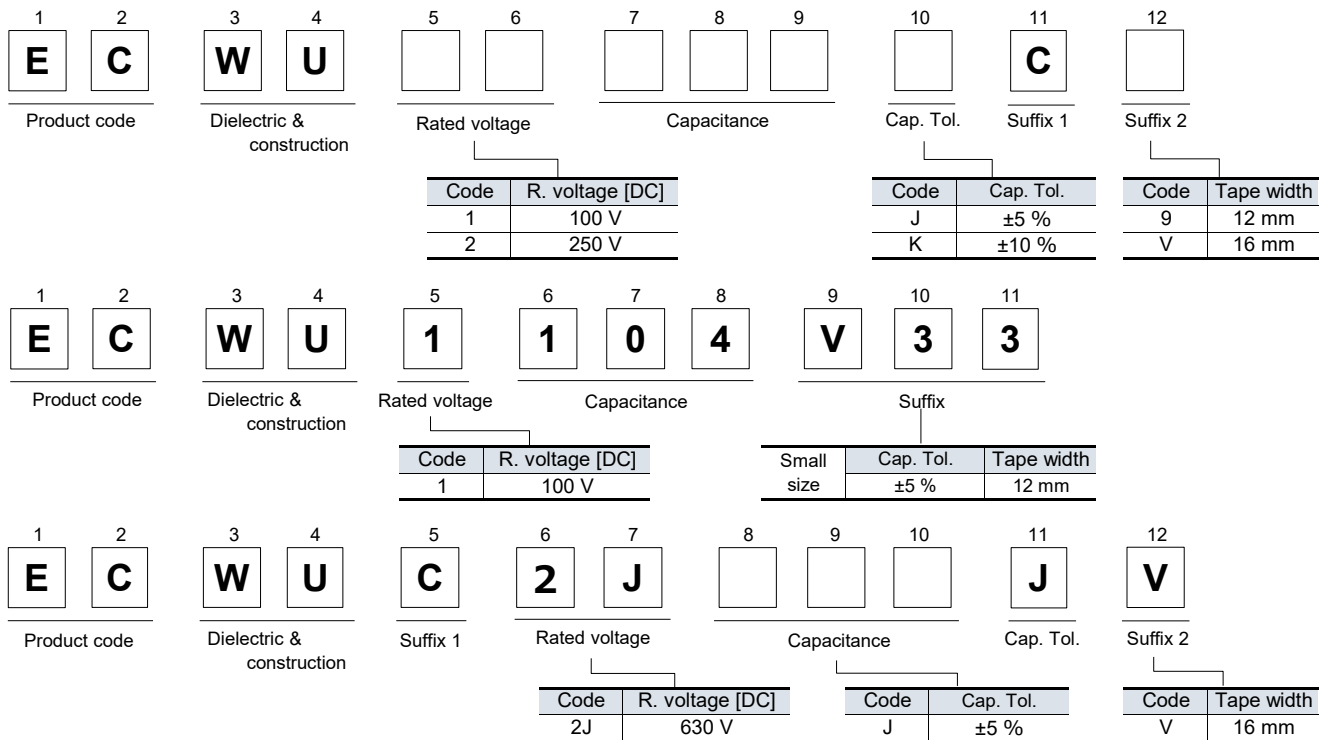 1 2 3 4 5 6 7 8 9 10 11 12
E C W U C
Product code Dielectric & construction Rated voltage Capacitance Cap. Tol. Suffix 1 Suffix 2
Code R. voltage [DC] Code Cap. Tol. Code Tape width
1 100 V J ±5 % 9 12 mm
2 250 V K ±10 % V 16 mm
1 2 3 4 5 6 7 8 9 10 11
E C W U 1 1 0 4 V 3 3
Product code Dielectric & construction Rated voltage Capacitance Suffix
Code R. voltage [DC] Small size Cap. Tol. Tape width
1 100 V ±5 % 12 mm
1 2 3 4 5 6 7 8 9 10 11 12
E C W U C 2 J J V
Product code Dielectric & construction Suffix 1 Rated voltage Capacitance Cap. Tol. Suffix 2
Code R. voltage [DC] Code Cap. Tol. Code Tape width
2J 630 V J ±5 % V 16 mm